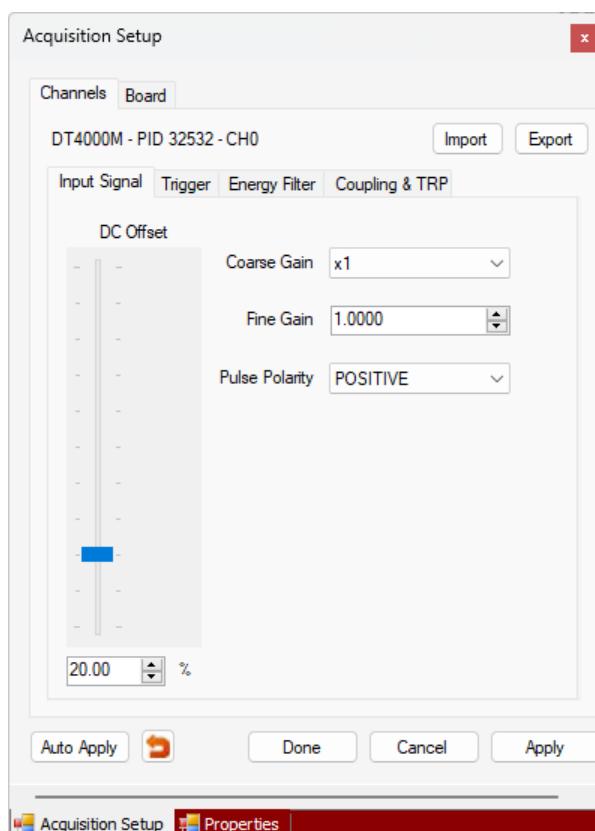 Acquisition Setup
x
Channels Board
DT4000M - PID 32532 - CH0 Import Export
Input Signal Trigger Energy Filter Coupling & TRP
DC Offset
Coarse Gain x1
Fine Gain 1.0000
Pulse Polarity POSITIVE
20.00 %
Auto Apply Done Cancel Apply
Acquisition Setup Properties